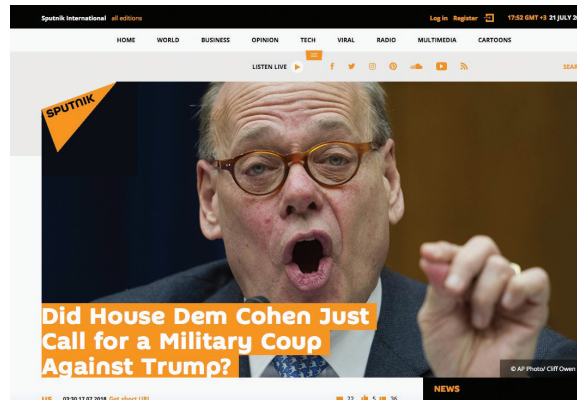 Sputnik International all editions
Log in Register 17:52 GMT +3 21 JULY
HOME WORLD BUSINESS OPINION TECH VIRAL RADIO MULTIMEDIA CARTOONS
LISTEN LIVE
SPUTNIK
Did House Dem Cohen Just
Call for a Military Coup
Against Trump?
© AP Photo/ Cliff Owen
NEWS
US 03:30 17.07.2018 Get short URL
22 5 36